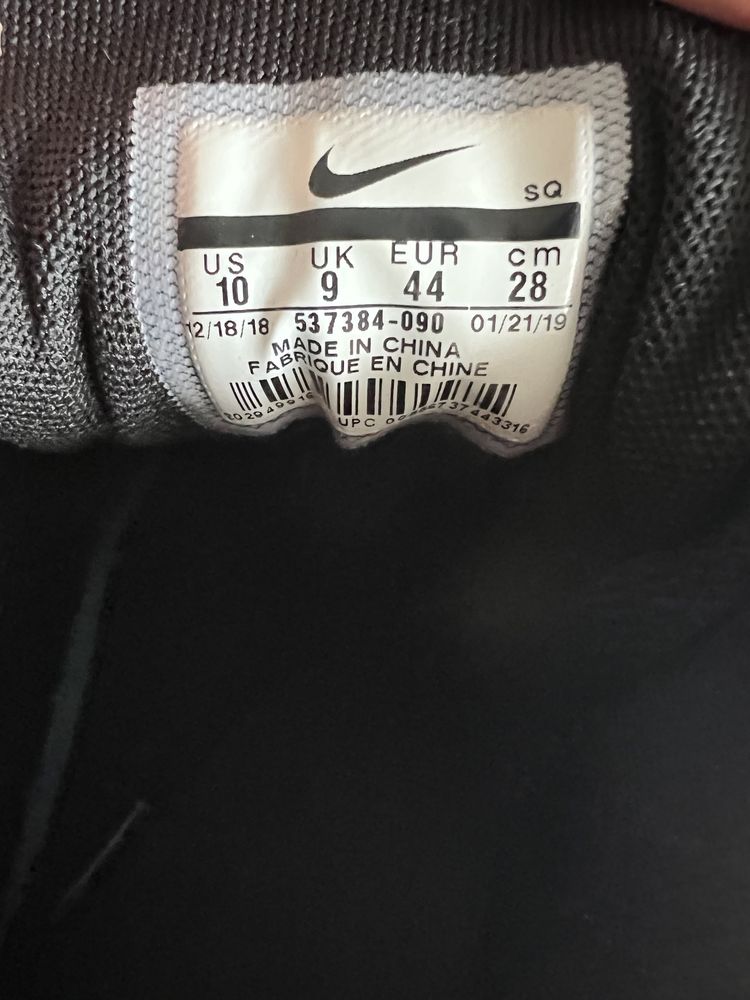 SQ
US UK EUR cm
10 9 44 28
12/18/18 537384-090 01/21/19
MADE IN CHINA
FABRIQUE EN CHINE
UPC